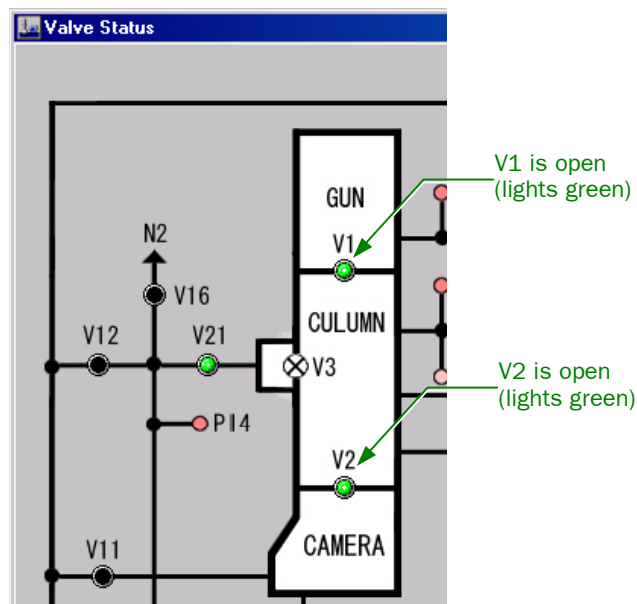 Valve Status
GUN
V1
N2
V16
CULUMN
V12
V21
V3
PI4
V2
CAMERA
V11
V1 is open
(lights green)
V2 is open
(lights green)